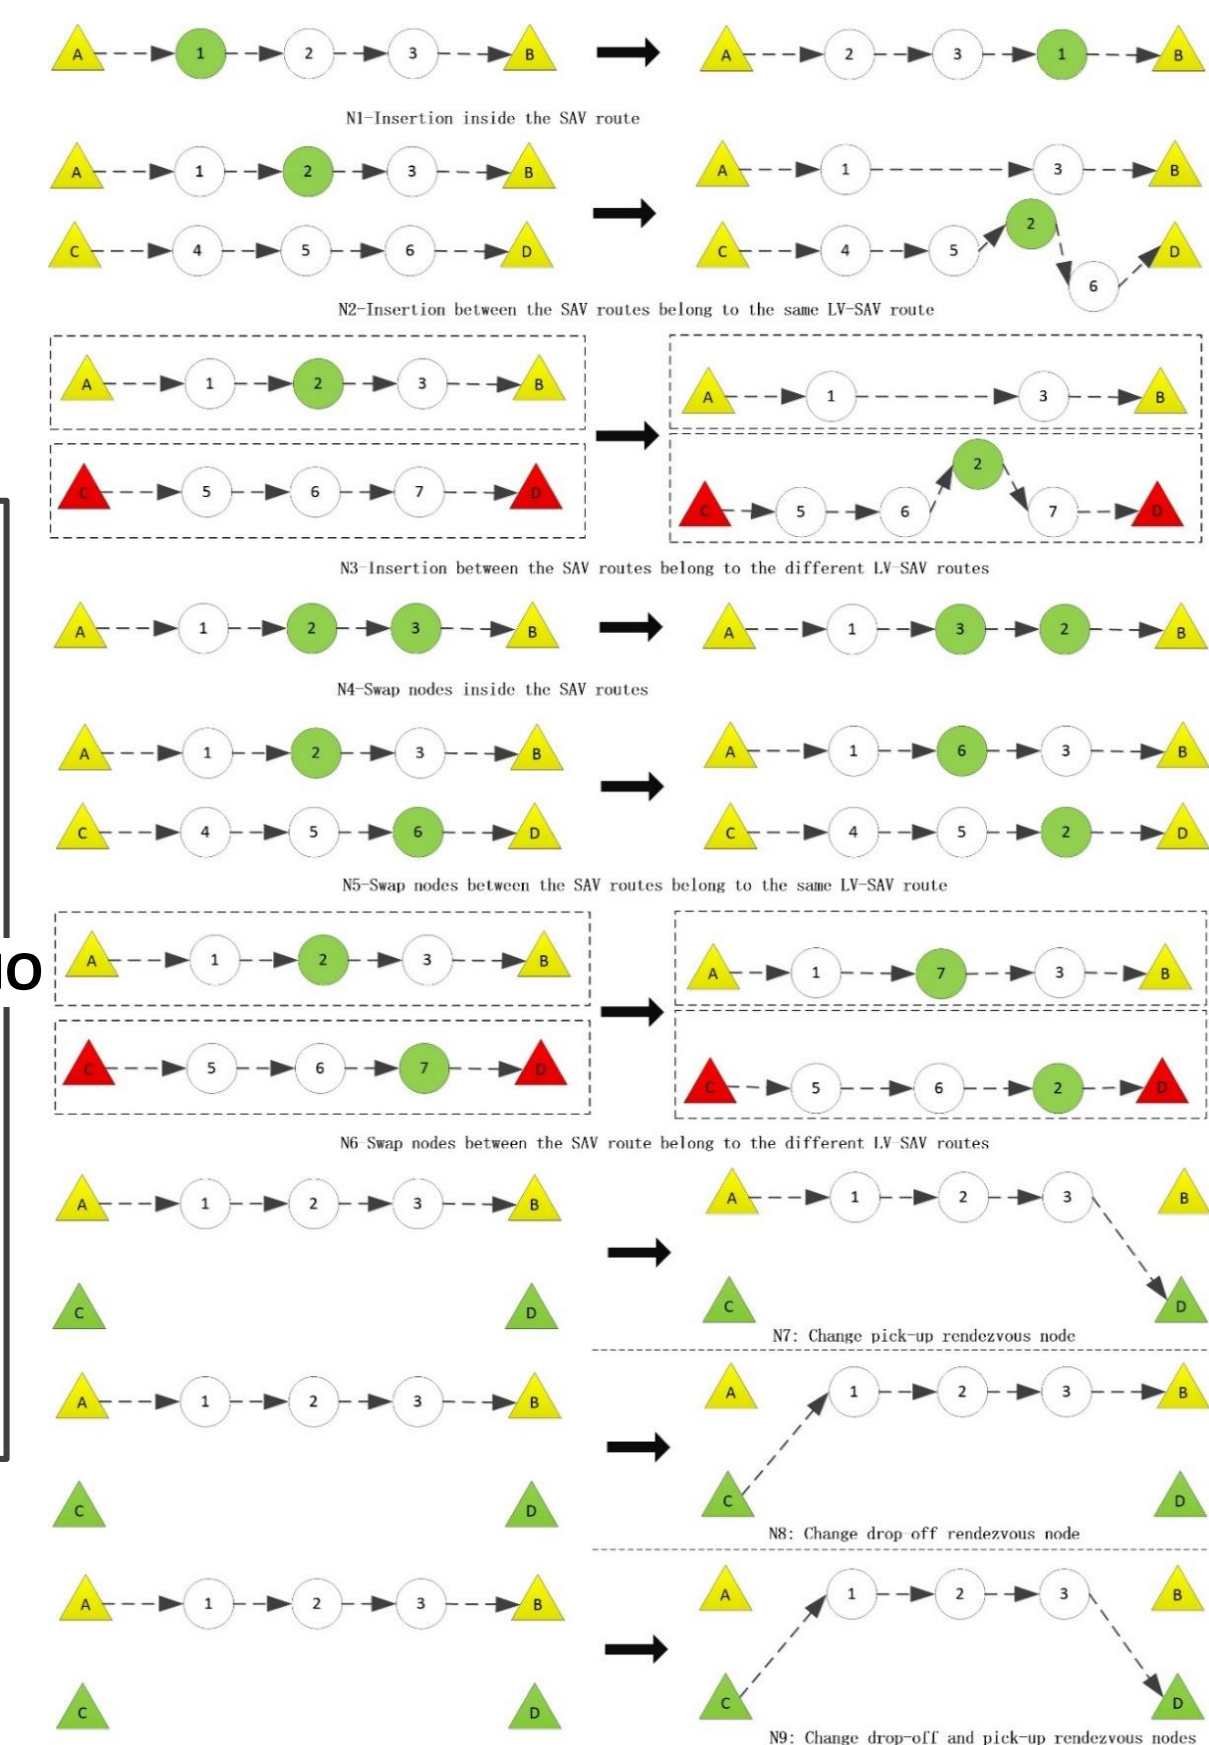 A 1 2 3 B A 2 3 1 B
N1-Insertion inside the SAV route
A 1 2 3 B A 1 3 B
C 4 5 6 D C 4 5 2 6 D
N2-Insertion between the SAV routes belong to the same LV-SAV route
A 1 2 3 B A 1 3 B
C 5 6 7 D C 5 6 2 7 D
N3-Insertion between the SAV routes belong to the different LV-SAV routes
A 1 2 3 B A 1 3 2 B
N4-Swap nodes inside the SAV routes
A 1 2 3 B A 1 6 3 B
C 4 5 6 D C 4 5 2 D
N5-Swap nodes between the SAV routes belong to the same LV-SAV route
A 1 2 3 B A 1 7 3 B
C 5 6 7 D C 5 6 2 D
N6-Swap nodes between the SAV route belong to the different LV-SAV routes
A 1 2 3 B A 1 2 3 B
C D C D
N7: Change pick-up rendezvous node
A 1 2 3 B A 1 2 3 B
C D C D
N8: Change drop-off rendezvous node
A 1 2 3 B A 1 2 3 B
C D C D
N9: Change drop-off and pick-up rendezvous nodes